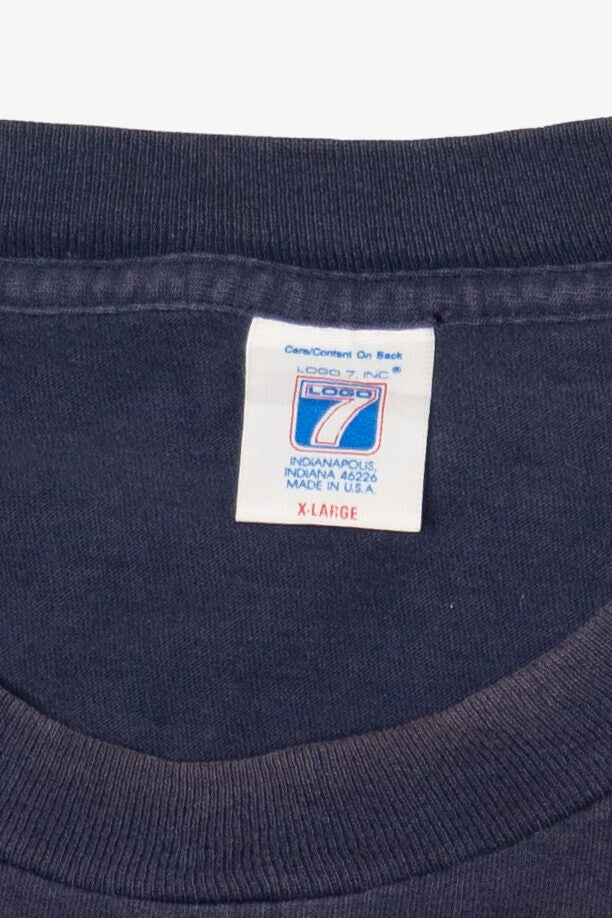 Care/Content On Back
LOGO 7, INC.®
LOGO
7
INDIANAPOLIS,
INDIANA 46226
MADE IN U.S.A.
X-LARGE